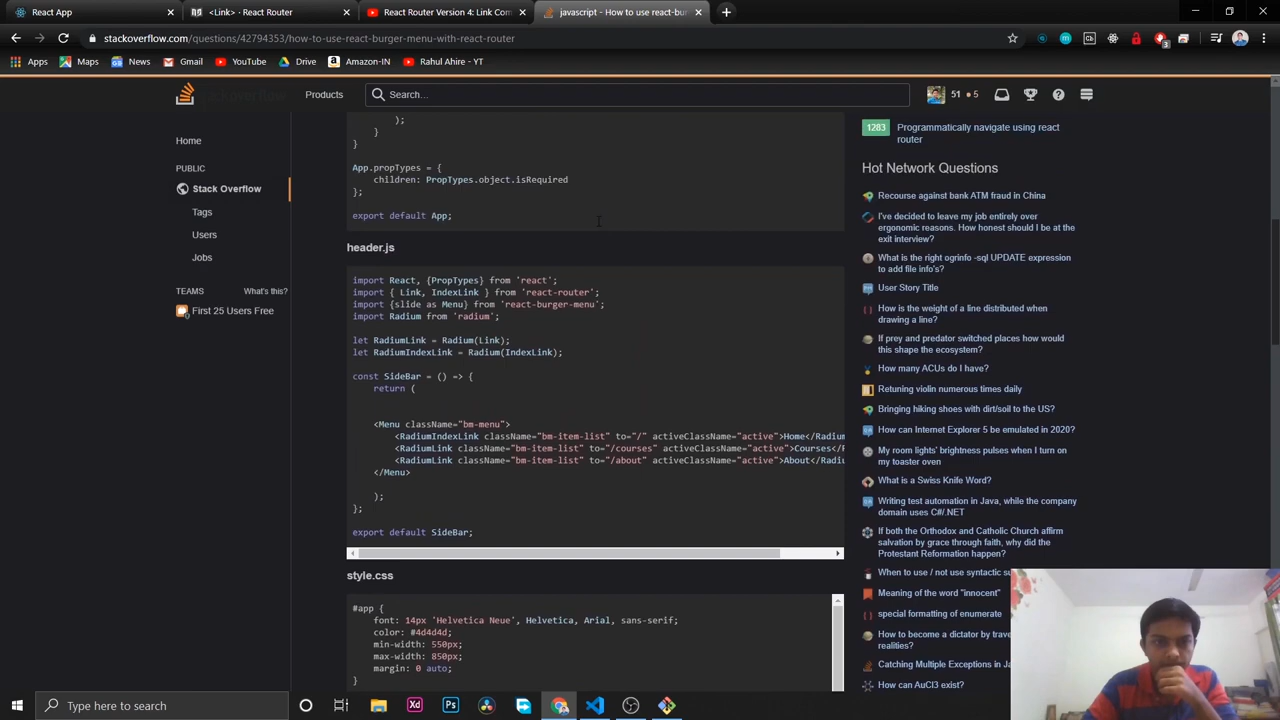 React App
<Link> · React Router
React Router Version 4: Link Com
javascript - How to use react-bur
stackoverflow.com/questions/42794353/how-to-use-react-burger-menu-with-react-router
Apps
Maps
News
Gmail
YouTube
Drive
Amazon-IN
Rahul Ahire - YT
3
stackoverflow
Products
Search...
51
5
Home
PUBLIC
Stack Overflow
Tags
Users
Jobs
TEAMS
What's this?
First 25 Users Free
);
}
}
App.propTypes = {
children: PropTypes.object.isRequired
};
export default App;
header.js
import React, {PropTypes} from 'react';
import { Link, IndexLink } from 'react-router';
import {slide as Menu} from 'react-burger-menu';
import Radium from 'radium';
let RadiumLink = Radium(Link);
let RadiumIndexLink = Radium(IndexLink);
const SideBar = () => {
return (
<Menu className="bm-menu">
<RadiumIndexLink className="bm-item-list" to="/" activeClassName="active">Home</Radium
<RadiumLink className="bm-item-list" to="/courses" activeClassName="active">Courses</R
<RadiumLink className="bm-item-list" to="/about" activeClassName="active">About</Radiu
</Menu>
);
};
export default SideBar;
style.css
#app {
font: 14px 'Helvetica Neue', Helvetica, Arial, sans-serif;
color: #4d4d4d;
min-width: 550px;
max-width: 850px;
margin: 0 auto;
}
1283
Programmatically navigate using react
router
Hot Network Questions
Recourse against bank ATM fraud in China
I've decided to leave my job entirely over
ergonomic reasons. How honest should I be at the
exit interview?
What is the right ogrinfo -sql UPDATE expression
to add file info's?
User Story Title
How is the weight of a line distributed when
drawing a line?
If prey and predator switched places how would
this shape the ecosystem?
How many ACUs do I have?
Retuning violin numerous times daily
Bringing hiking shoes with dirt/soil to the US?
How can Internet Explorer 5 be emulated in 2020?
My room lights' brightness pulses when I turn on
my toaster oven
What is a Swiss Knife Word?
Writing test automation in Java, while the company
domain uses C#/.NET
If both the Orthodox and Catholic Church affirm
salvation by grace through faith, why did the
Protestant Reformation happen?
When to use / not use syntactic su
Meaning of the word "innocent"
special formatting of enumerate
How to become a dictator by trave
realities?
Catching Multiple Exceptions in Ja
How can AuCl3 exist?
Type here to search